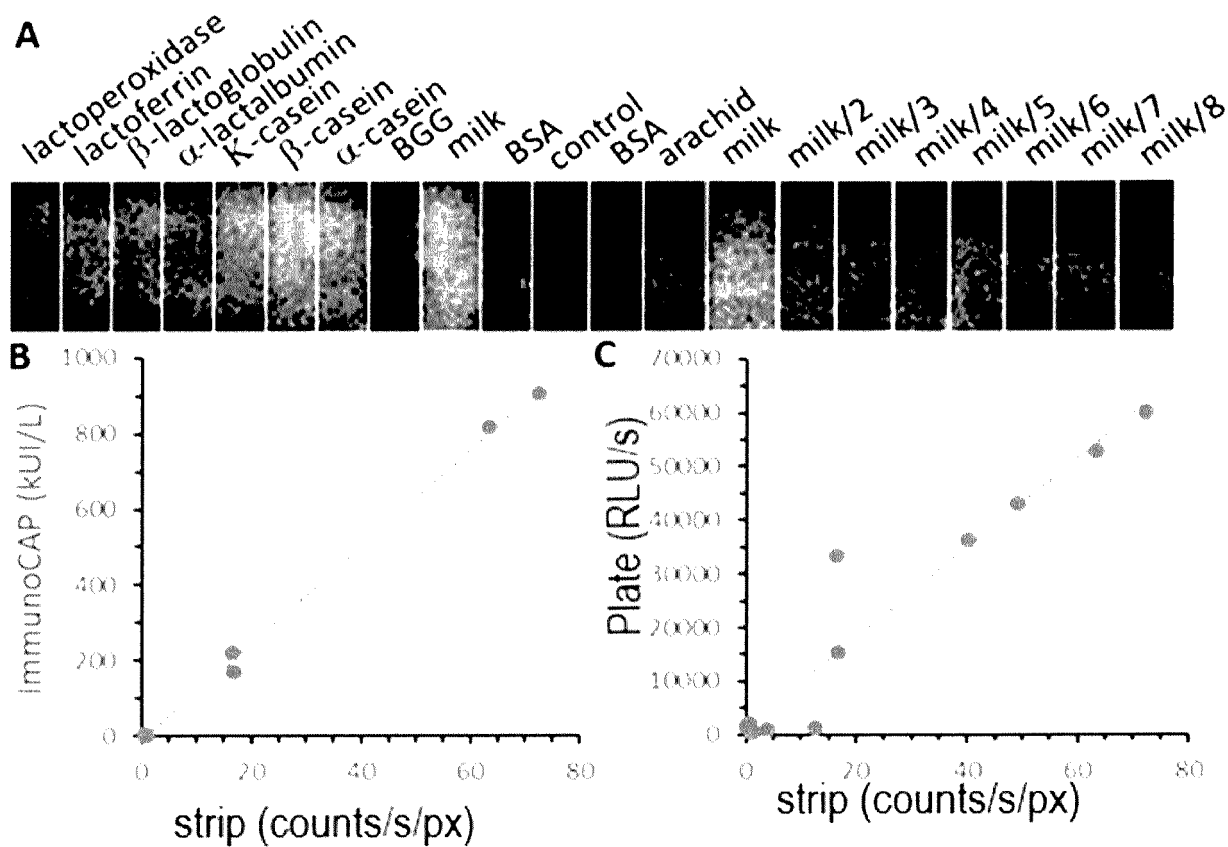 A
lactoperoxidase
lactoferrin
β-lactoglobulin
α-lactalbumin
K-casein
β-casein
α-casein
BGG
milk
BSA
control
BSA
arachid
milk
milk/2
milk/3
milk/4
milk/5
milk/6
milk/7
milk/8
B
1000
800
600
400
200
0
ImmunoCAP (kUI/L)
0 20 40 60 80
strip (counts/s/px)
C
70000
60000
50000
40000
30000
20000
10000
0
Plate (RLU/s)
0 20 40 60 80
strip (counts/s/px)